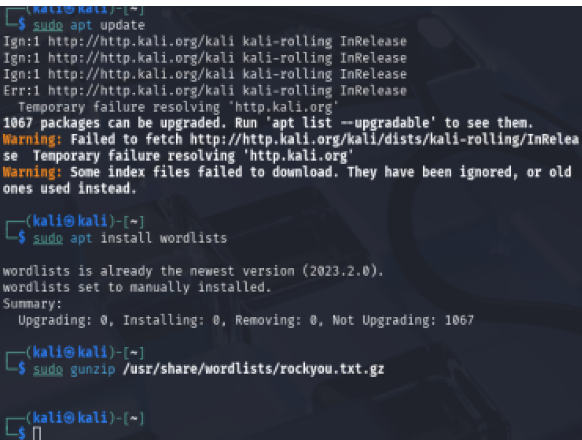 ┌──(kali㉿kali)-[~]
└─$ sudo apt update
Ign:1 http://http.kali.org/kali kali-rolling InRelease
Ign:1 http://http.kali.org/kali kali-rolling InRelease
Ign:1 http://http.kali.org/kali kali-rolling InRelease
Err:1 http://http.kali.org/kali kali-rolling InRelease
  Temporary failure resolving 'http.kali.org'
1067 packages can be upgraded. Run 'apt list --upgradable' to see them.
Warning: Failed to fetch http://http.kali.org/kali/dists/kali-rolling/InRelea
se  Temporary failure resolving 'http.kali.org'
Warning: Some index files failed to download. They have been ignored, or old
ones used instead.
┌──(kali㉿kali)-[~]
└─$ sudo apt install wordlists
wordlists is already the newest version (2023.2.0).
wordlists set to manually installed.
Summary:
  Upgrading: 0, Installing: 0, Removing: 0, Not Upgrading: 1067
┌──(kali㉿kali)-[~]
└─$ sudo gunzip /usr/share/wordlists/rockyou.txt.gz
┌──(kali㉿kali)-[~]
└─$